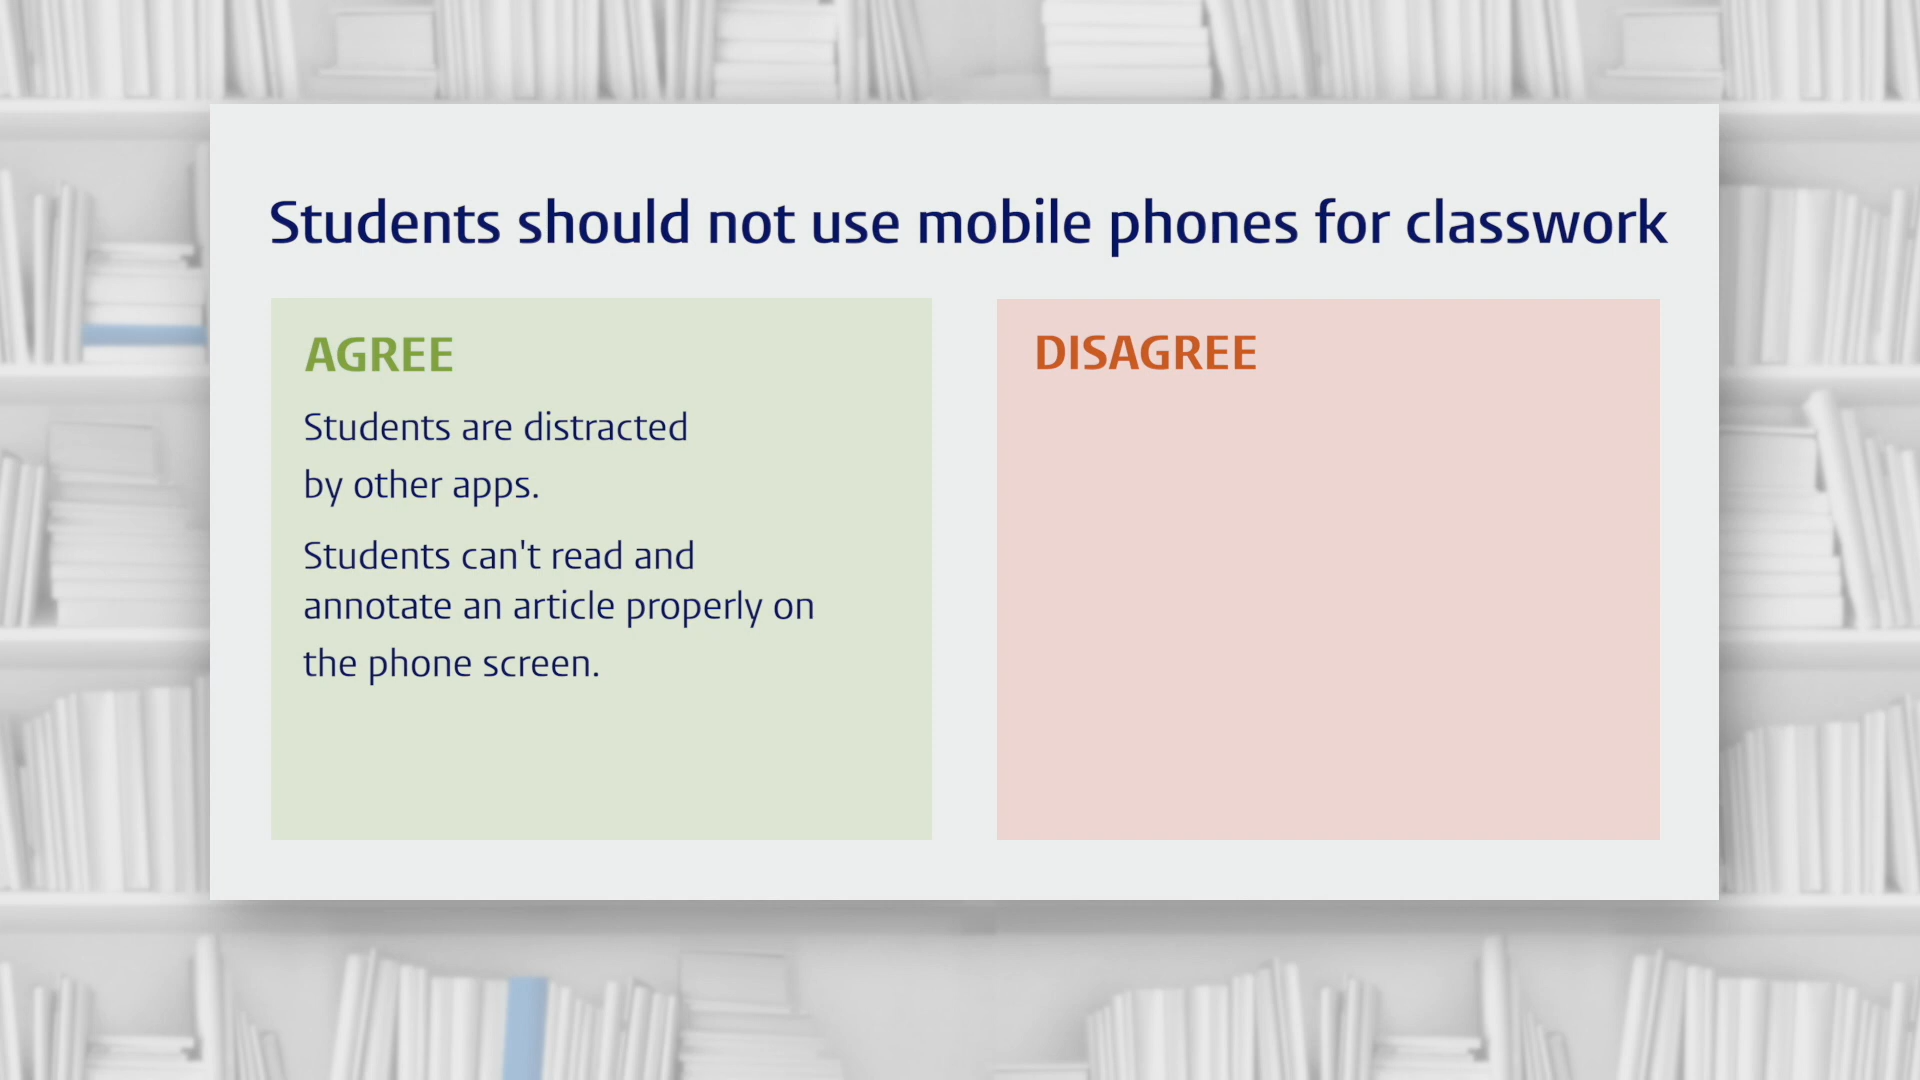 Students should not use mobile phones for classwork
AGREE
Students are distracted
by other apps.
Students can't read and
annotate an article properly on
the phone screen.
DISAGREE